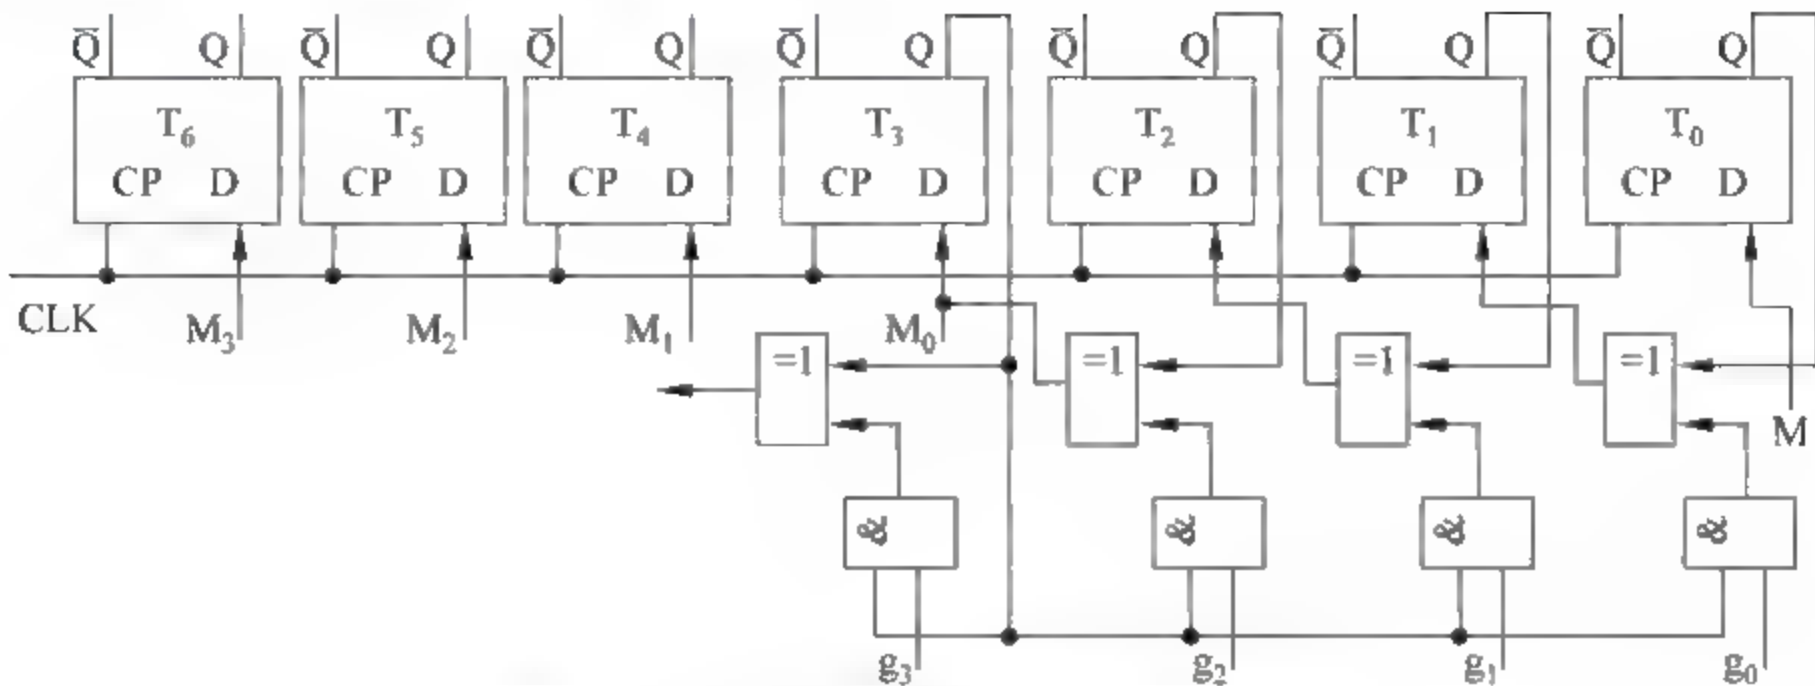 Q̄ Q Q̄ Q Q̄ Q Q̄ Q Q̄ Q Q̄ Q Q̄ Q
T₆ T₅ T₄ T₃ T₂ T₁ T₀
CP D CP D CP D CP D CP D CP D CP D
CLK M₃ M₂ M₁ M₀
=1 =1 =1 =1
M
& & & &
g₃ g₂ g₁ g₀